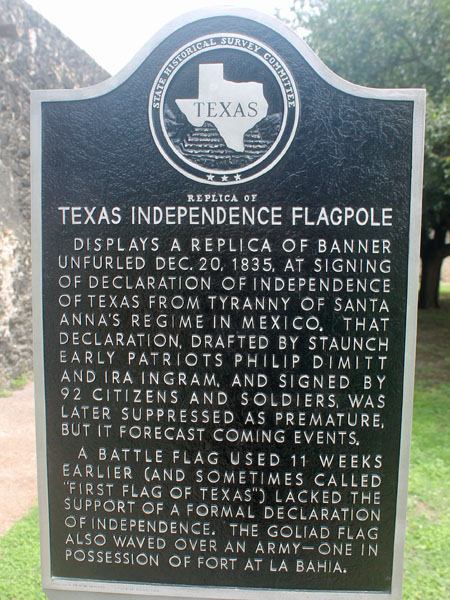 STATE HISTORICAL SURVEY COMMITTEE
TEXAS
REPLICA OF
TEXAS INDEPENDENCE FLAGPOLE
DISPLAYS A REPLICA OF BANNER
UNFURLED DEC. 20, 1835, AT SIGNING
OF DECLARATION OF INDEPENDENCE
OF TEXAS FROM TYRANNY OF SANTA
ANNA'S REGIME IN MEXICO. THAT
DECLARATION, DRAFTED BY STAUNCH
EARLY PATRIOTS PHILIP DIMITT
AND IRA INGRAM, AND SIGNED BY
92 CITIZENS AND SOLDIERS, WAS
LATER SUPPRESSED AS PREMATURE,
BUT IT FORECAST COMING EVENTS.
A BATTLE FLAG USED 11 WEEKS
EARLIER (AND SOMETIMES CALLED
"FIRST FLAG OF TEXAS") LACKED THE
SUPPORT OF A FORMAL DECLARATION
OF INDEPENDENCE. THE GOLIAD FLAG
ALSO WAVED OVER AN ARMY—ONE IN
POSSESSION OF FORT AT LA BAHIA.